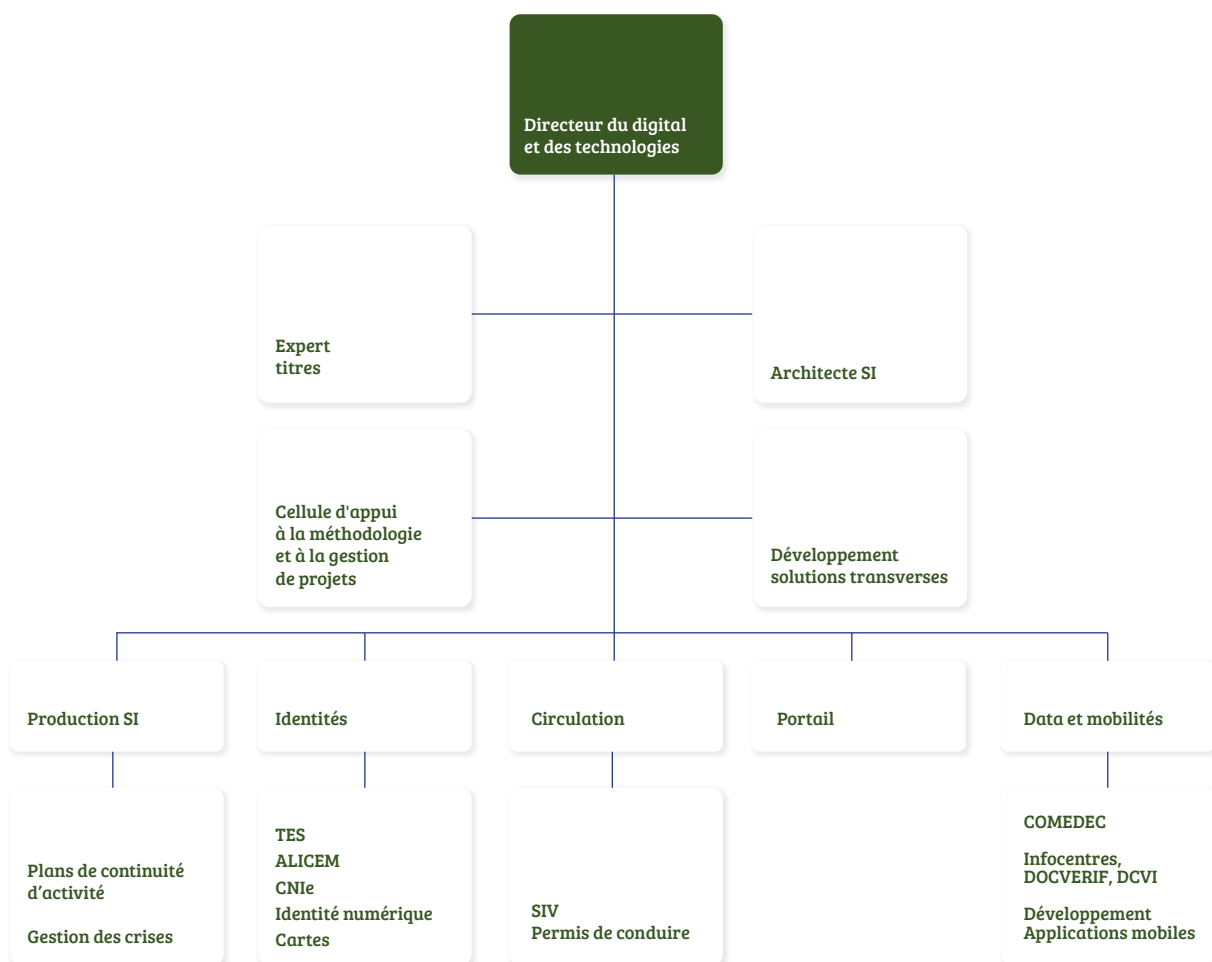 Directeur du digital
et des technologies
Expert
titres
Architecte SI
Cellule d'appui
à la méthodologie
et à la gestion
de projets
Développement
solutions transverses
Production SI
Identités
Circulation
Portail
Data et mobilités
Plans de continuité
d’activité
Gestion des crises
TES
ALICEM
CNIe
Identité numérique
Cartes
SIV
Permis de conduire
COMEDEC
Infocentres,
DOCVERIF, DCVI
Développement
Applications mobiles